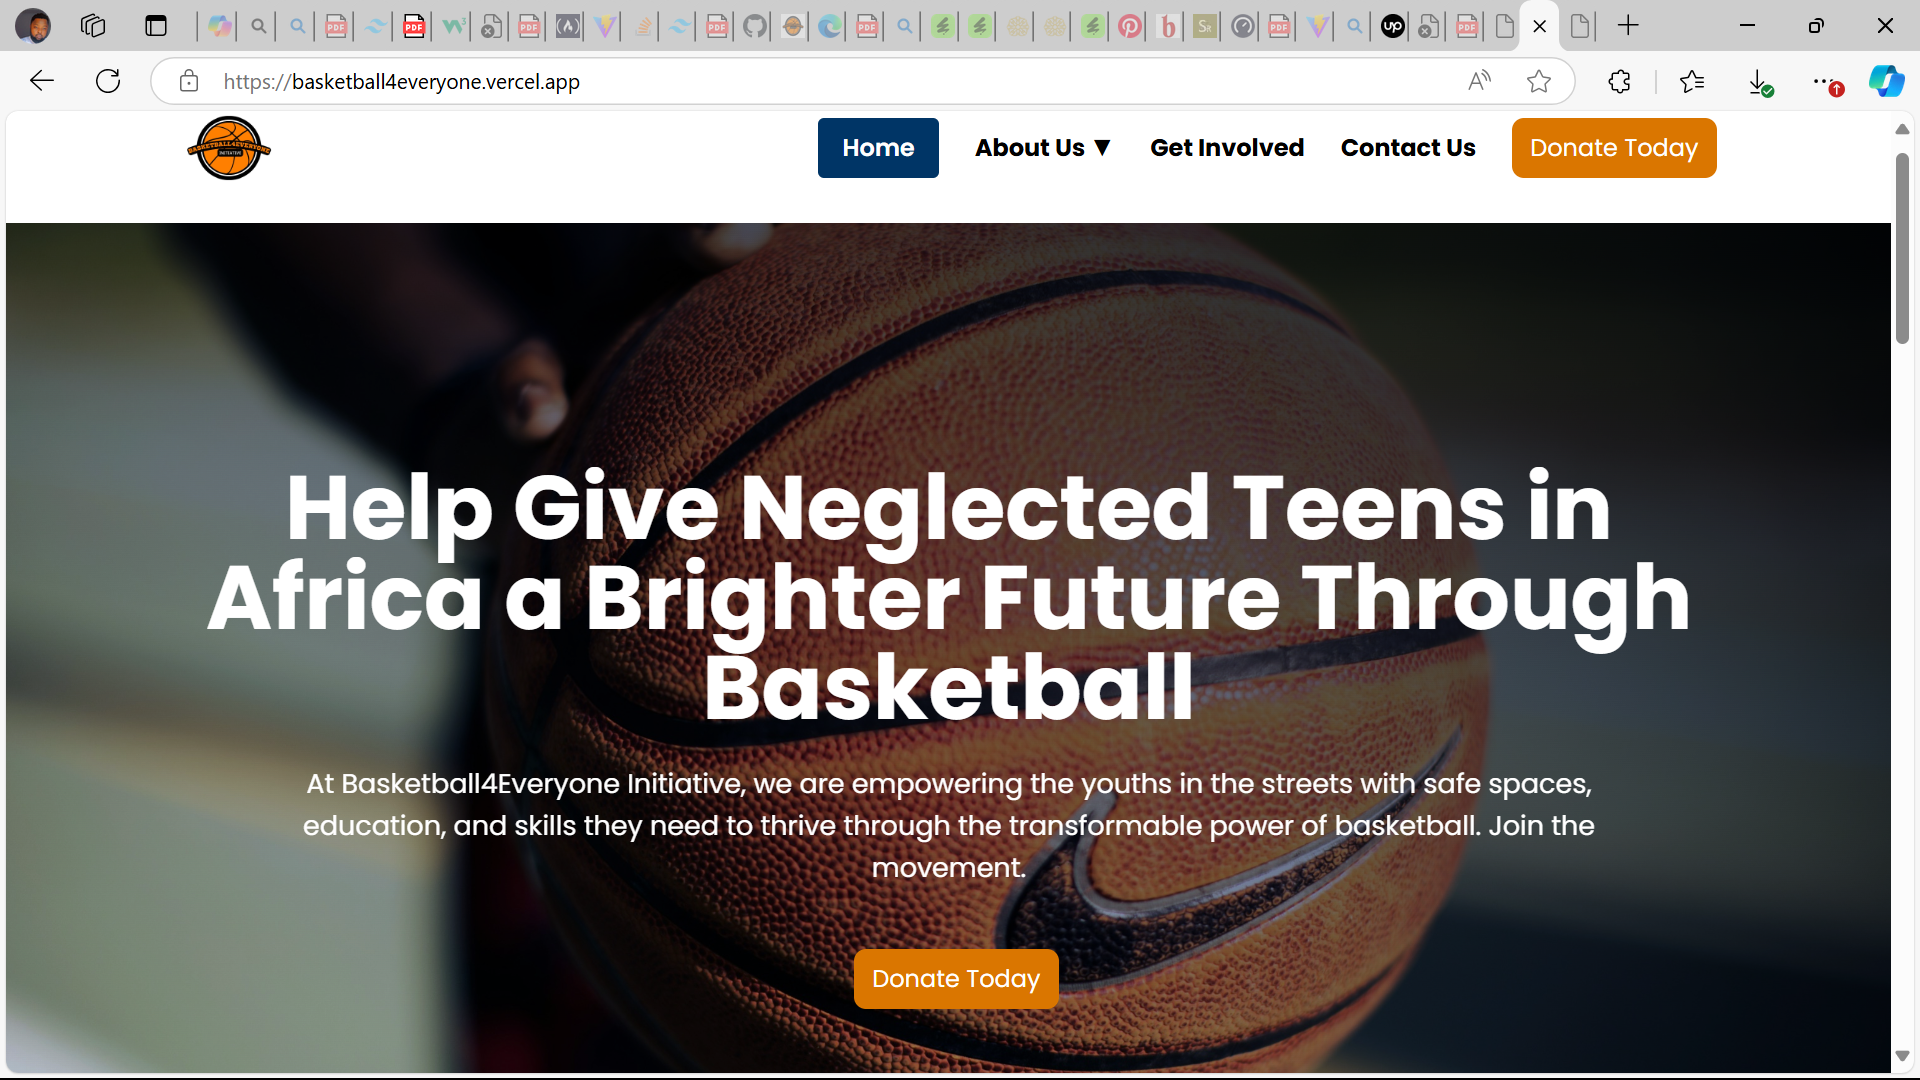 https://basketball4everyone.vercel.app
BASKETBALL4EVERYONE
INITIATIVE
Home
About Us ▼
Get Involved
Contact Us
Donate Today
Help Give Neglected Teens in
Africa a Brighter Future Through
Basketball
At Basketball4Everyone Initiative, we are empowering the youths in the streets with safe spaces,
education, and skills they need to thrive through the transformable power of basketball. Join the
movement.
Donate Today